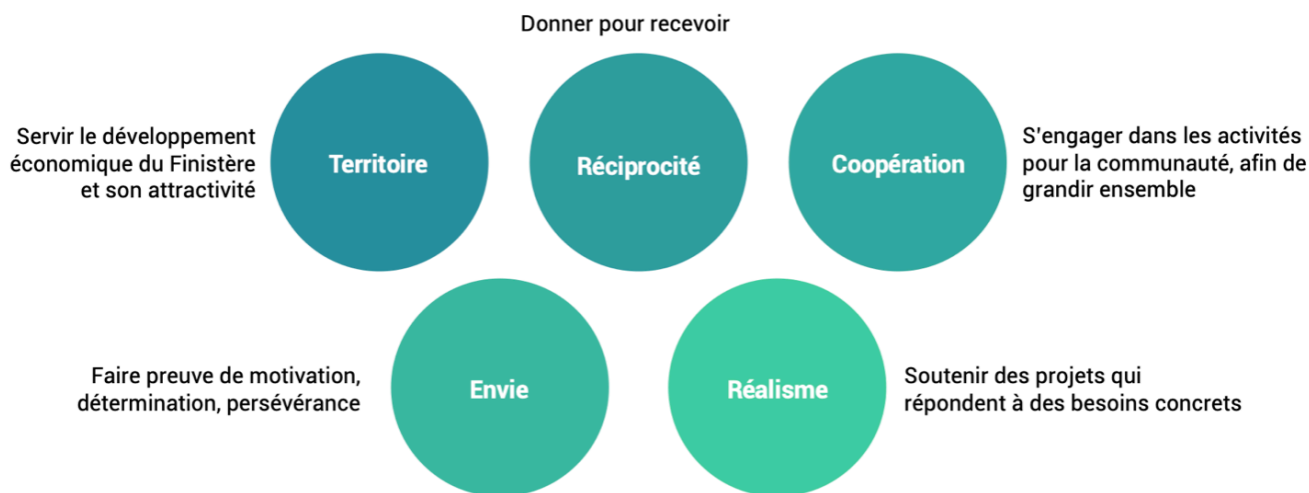 Donner pour recevoir
Servir le développement
économique du Finistère
et son attractivité
Territoire
Réciprocité
Coopération
S'engager dans les activités
pour la communauté, afin de
grandir ensemble
Faire preuve de motivation,
détermination, persévérance
Envie
Réalisme
Soutenir des projets qui
répondent à des besoins concrets